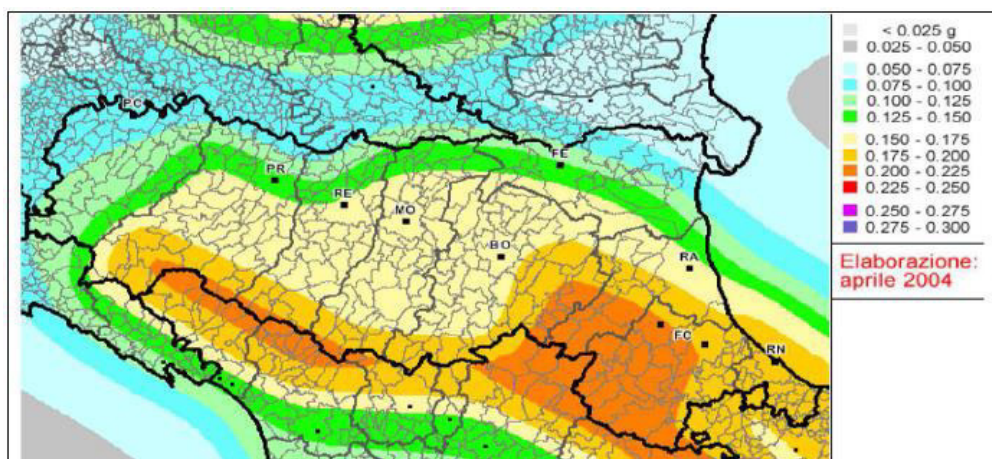 PC
PR
RE
MO
BO
FE
RA
FC
RN
< 0.025 g
0.025 - 0.050
0.050 - 0.075
0.075 - 0.100
0.100 - 0.125
0.125 - 0.150
0.150 - 0.175
0.175 - 0.200
0.200 - 0.225
0.225 - 0.250
0.250 - 0.275
0.275 - 0.300
Elaborazione:
aprile 2004